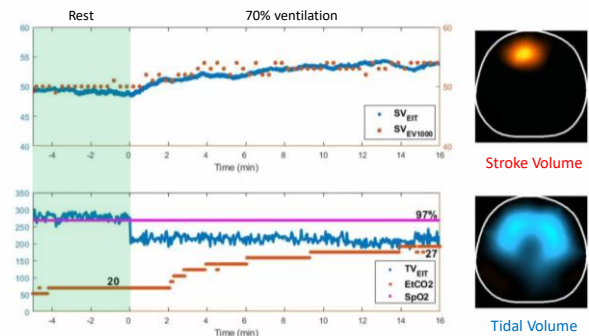 Rest 70% ventilation
60 60
55
50 50
45
40 40
-4 -2 0 2 4 6 8 10 12 14 16
Time (min)
SV_EIT
SV_EV1000
Stroke Volume
350
300
250
200
150
100
50
0
97%
20
27
-4 -2 0 2 4 6 8 10 12 14 16
Time (min)
TV_EIT
EtCO2
SpO2
Tidal Volume